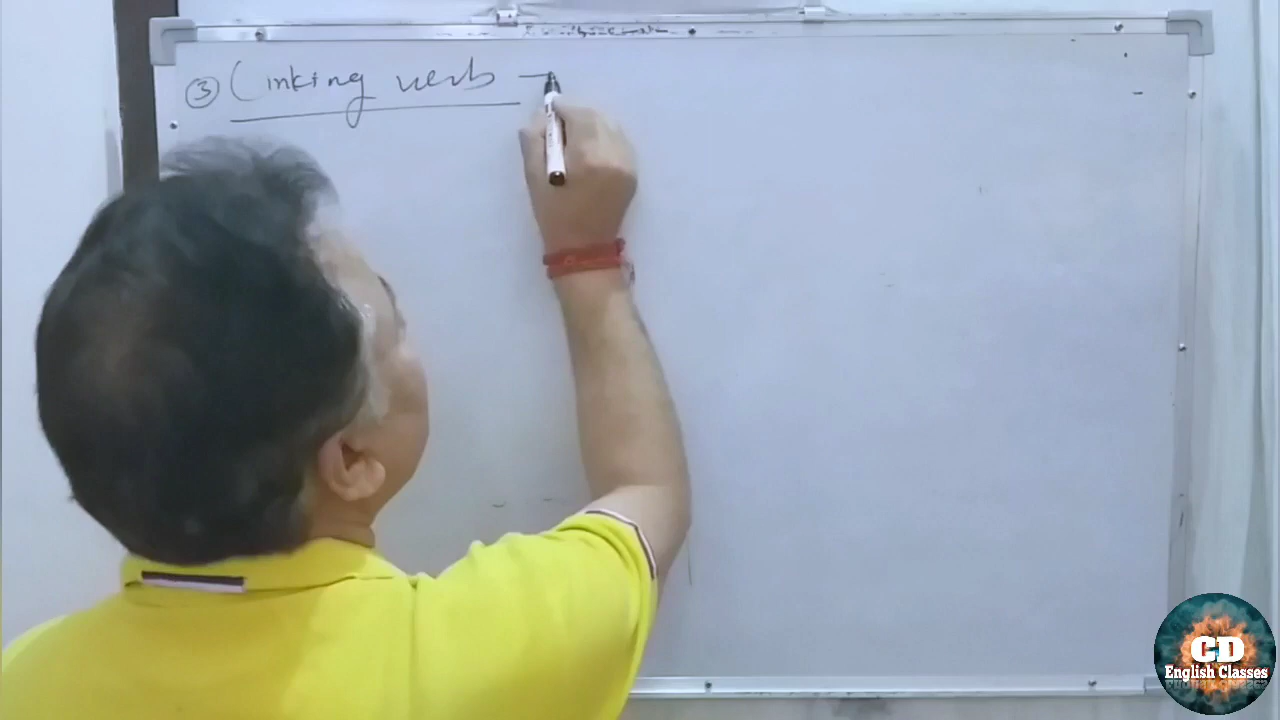 ③ Linking verb —
CD
English Classes